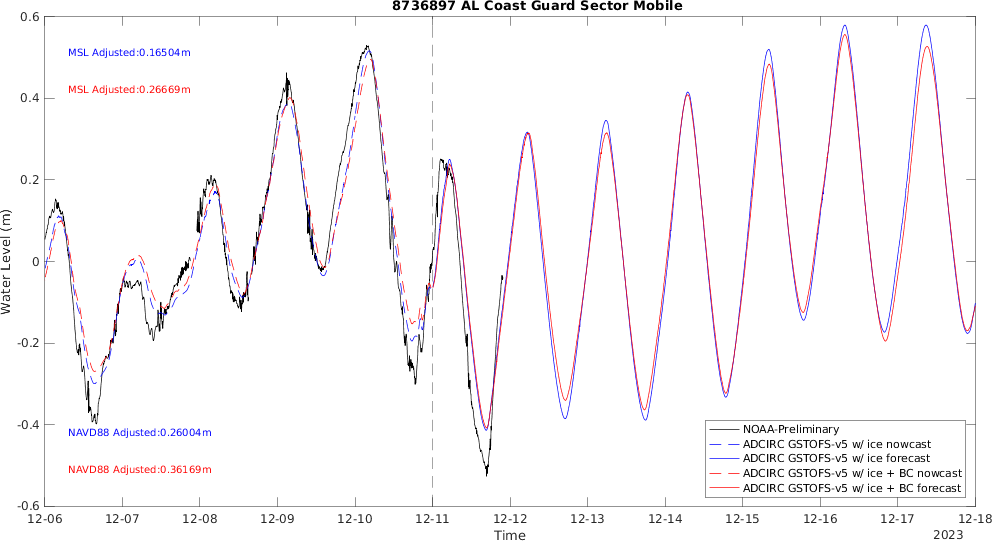 8736897 AL Coast Guard Sector Mobile
0.6
0.4
0.2
0
-0.2
-0.4
-0.6
Water Level (m)
MSL Adjusted:0.16504m
MSL Adjusted:0.26669m
NAVD88 Adjusted:0.26004m
NAVD88 Adjusted:0.36169m
NOAA-Preliminary
ADCIRC GSTOFS-v5 w/ ice nowcast
ADCIRC GSTOFS-v5 w/ ice forecast
ADCIRC GSTOFS-v5 w/ ice + BC nowcast
ADCIRC GSTOFS-v5 w/ ice + BC forecast
12-06 12-07 12-08 12-09 12-10 12-11 12-12 12-13 12-14 12-15 12-16 12-17 12-18
Time
2023